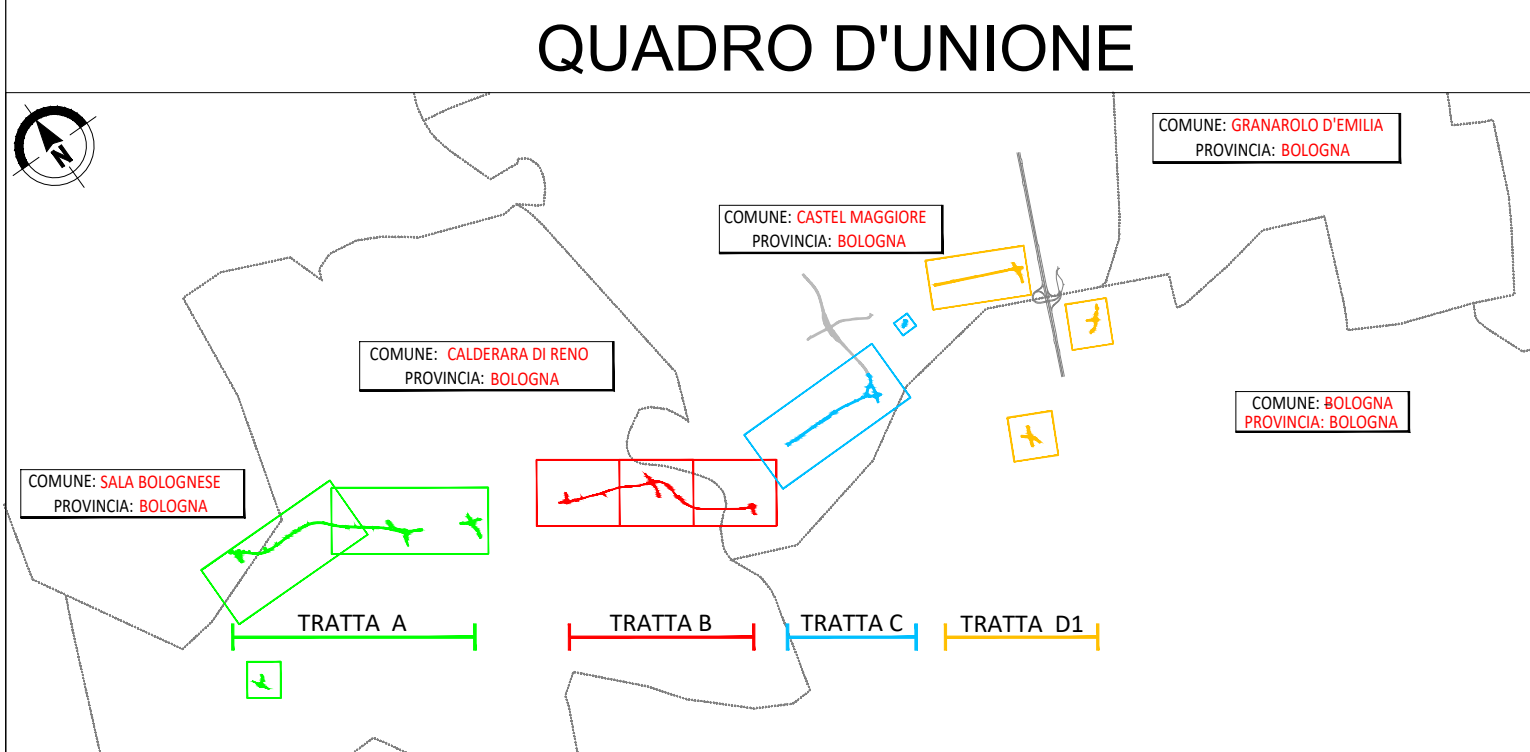 QUADRO D'UNIONE
N
COMUNE: GRANAROLO D'EMILIA
PROVINCIA: BOLOGNA
COMUNE: CASTEL MAGGIORE
PROVINCIA: BOLOGNA
COMUNE: CALDERARA DI RENO
PROVINCIA: BOLOGNA
COMUNE: BOLOGNA
PROVINCIA: BOLOGNA
COMUNE: SALA BOLOGNESE
PROVINCIA: BOLOGNA
TRATTA A
TRATTA B
TRATTA C
TRATTA D1